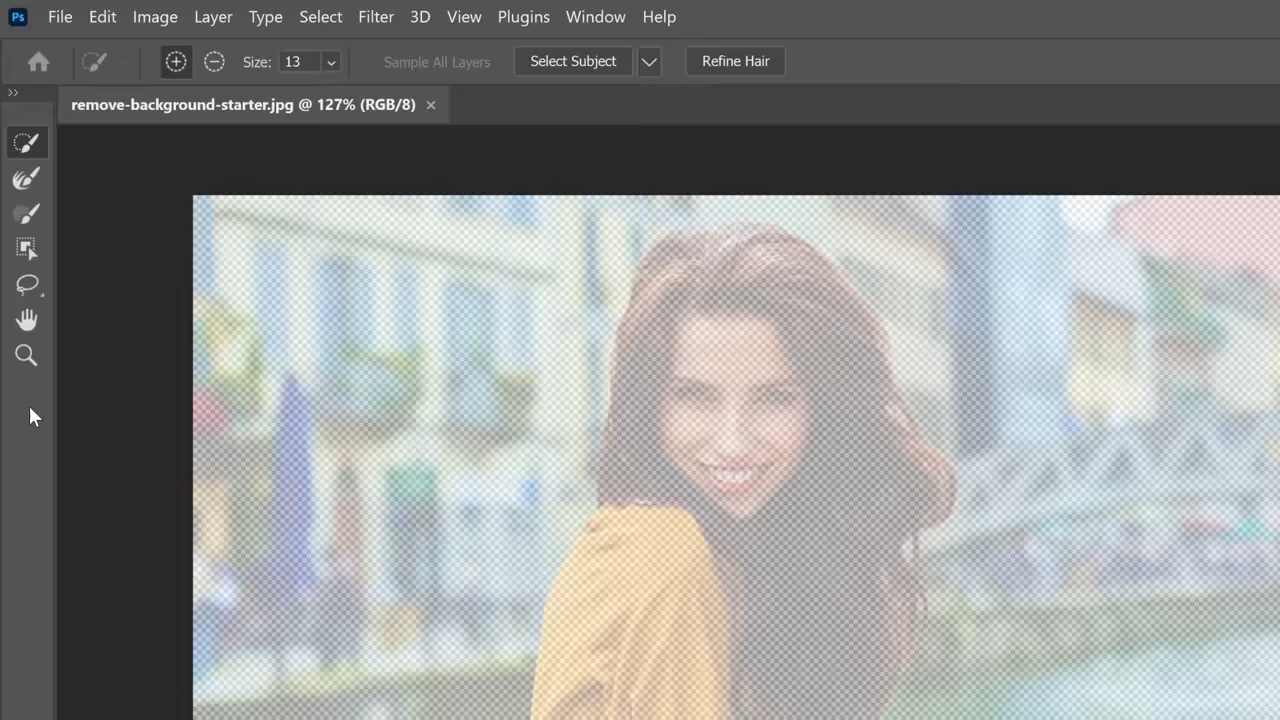 Ps File Edit Image Layer Type Select Filter 3D View Plugins Window Help
Size: 13 Sample All Layers Select Subject Refine Hair
remove-background-starter.jpg @ 127% (RGB/8) ×